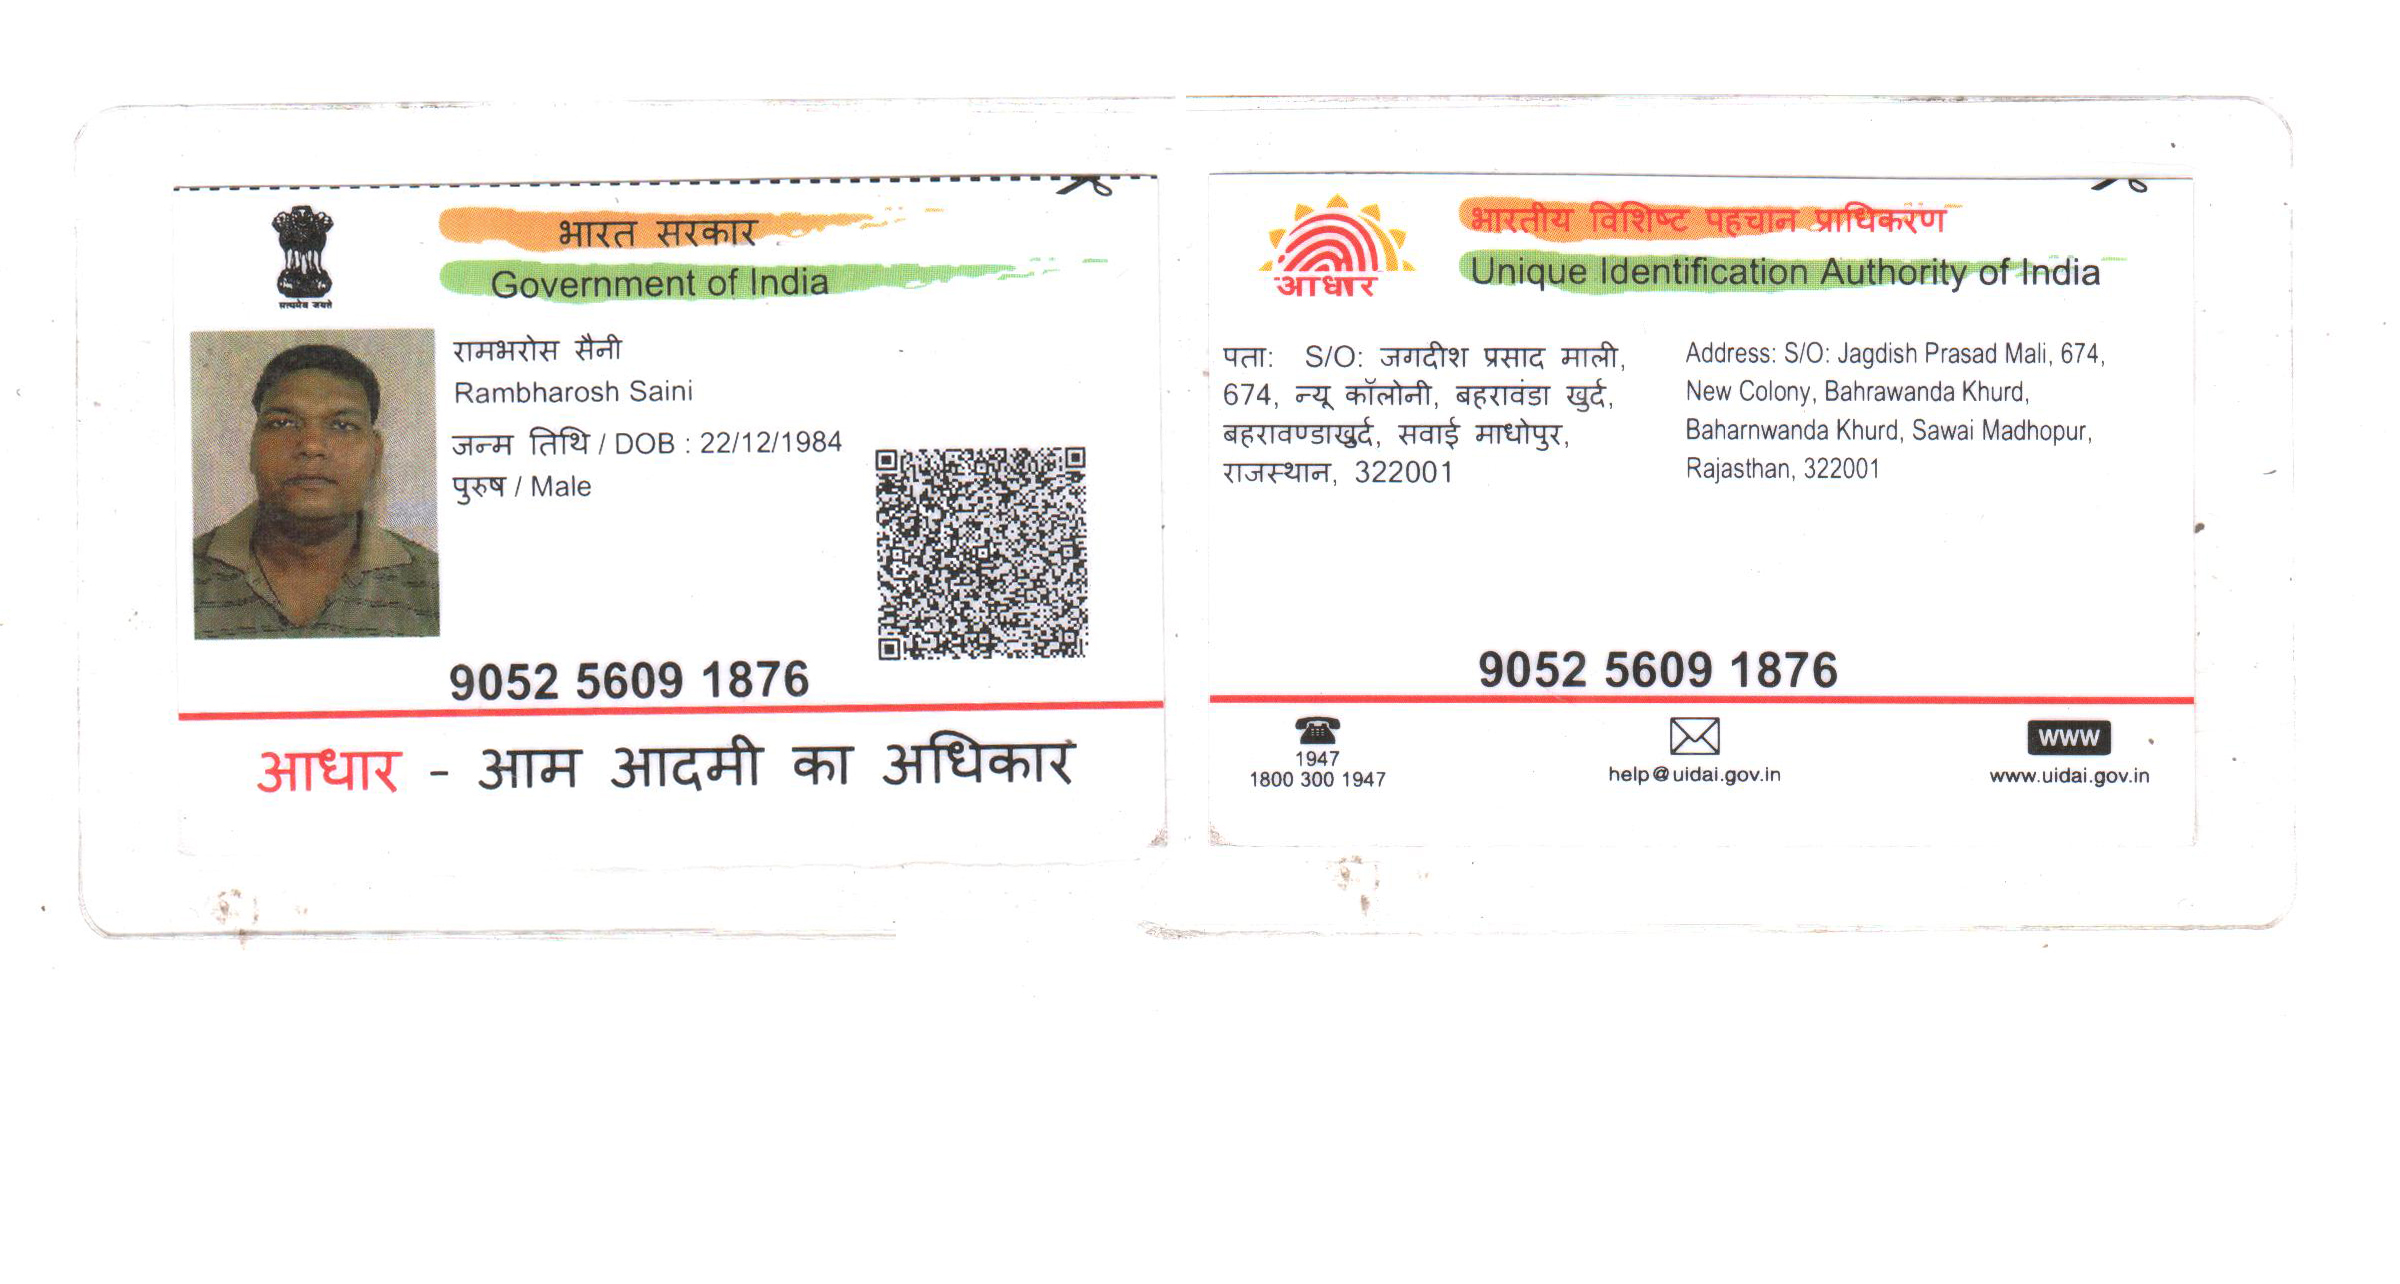 भारत सरकार
Government of India
सत्यमेव जयते
रामभरोस सैनी
Rambharosh Saini
जन्म तिथि / DOB : 22/12/1984
पुरुष / Male
9052 5609 1876
आधार - आम आदमी का अधिकार
भारतीय विशिष्ट पहचान प्राधिकरण
Unique Identification Authority of India
आधार
पता: S/O: जगदीश प्रसाद माली,
674, न्यू कॉलोनी, बहरावंडा खुर्द,
बहरावण्डाखुर्द, सवाई माधोपुर,
राजस्थान, 322001
Address: S/O: Jagdish Prasad Mali, 674,
New Colony, Bahrawanda Khurd,
Baharnwanda Khurd, Sawai Madhopur,
Rajasthan, 322001
9052 5609 1876
1947
1800 300 1947
help@uidai.gov.in
www
www.uidai.gov.in